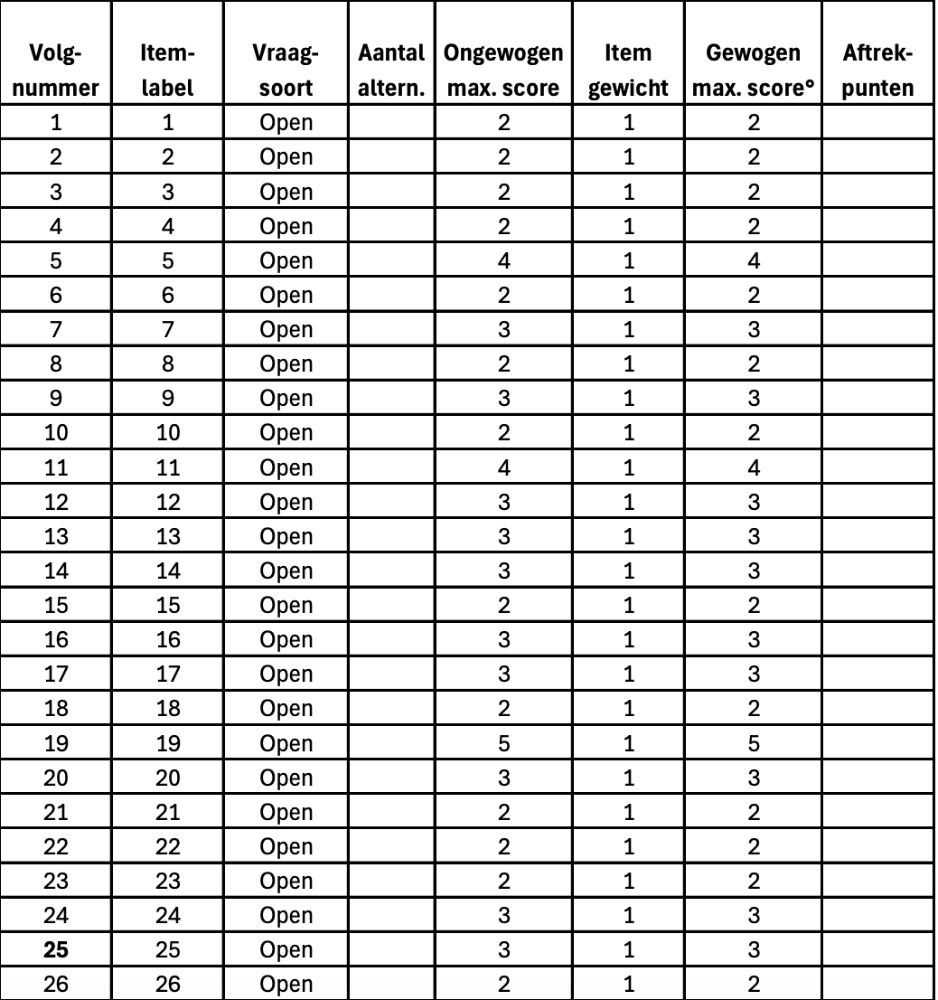 Volg- Item- Vraag- Aantal Ongewogen Item Gewogen Aftrek-
nummer label soort altern. max. score gewicht max. score° punten
1 1 Open 2 1 2
2 2 Open 2 1 2
3 3 Open 2 1 2
4 4 Open 2 1 2
5 5 Open 4 1 4
6 6 Open 2 1 2
7 7 Open 3 1 3
8 8 Open 2 1 2
9 9 Open 3 1 3
10 10 Open 2 1 2
11 11 Open 4 1 4
12 12 Open 3 1 3
13 13 Open 3 1 3
14 14 Open 3 1 3
15 15 Open 2 1 2
16 16 Open 3 1 3
17 17 Open 3 1 3
18 18 Open 2 1 2
19 19 Open 5 1 5
20 20 Open 3 1 3
21 21 Open 2 1 2
22 22 Open 2 1 2
23 23 Open 2 1 2
24 24 Open 3 1 3
25 25 Open 3 1 3
26 26 Open 2 1 2